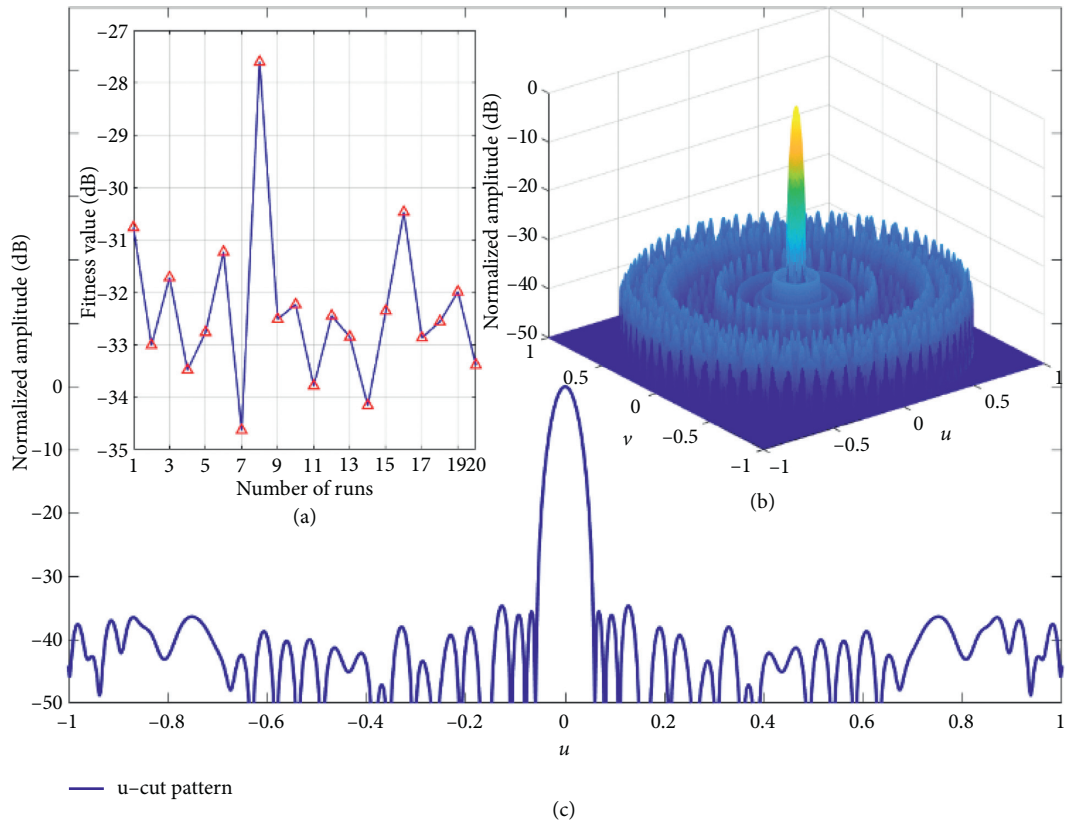 −27
−28
−29
−30
−31
−32
−33
−34
−35
Fitness value (dB)
1 3 5 7 9 11 13 15 17 1920
Number of runs
(a)
0
−10
−20
−30
−40
−50
Normalized amplitude (dB)
1
0.5
0
−0.5
−1
v
−1
−0.5
0
0.5
1
u
(b)
Normalized amplitude (dB)
0
−10
−20
−30
−40
−50
−1 −0.8 −0.6 −0.4 −0.2 0 0.2 0.4 0.6 0.8 1
u
u−cut pattern
(c)